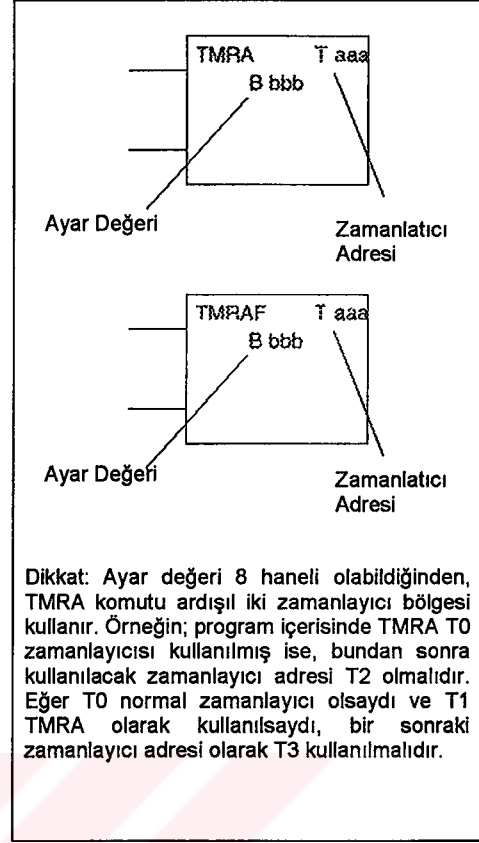 TMRA T aaa
B bbb
Ayar Değeri
Zamanlatıcı
Adresi
TMRAF T aaa
B bbb
Ayar Değeri
Zamanlatıcı
Adresi
Dikkat: Ayar değeri 8 haneli olabildiğinden,
TMRA komutu ardışıl iki zamanlayıcı bölgesi
kullanır. Örneğin; program içerisinde TMRA T0
zamanlayıcısı kullanılmış ise, bundan sonra
kullanılacak zamanlayıcı adresi T2 olmalıdır.
Eğer T0 normal zamanlayıcı olsaydı ve T1
TMRA olarak kullanılsaydı, bir sonraki
zamanlayıcı adresi olarak T3 kullanılmalıdır.